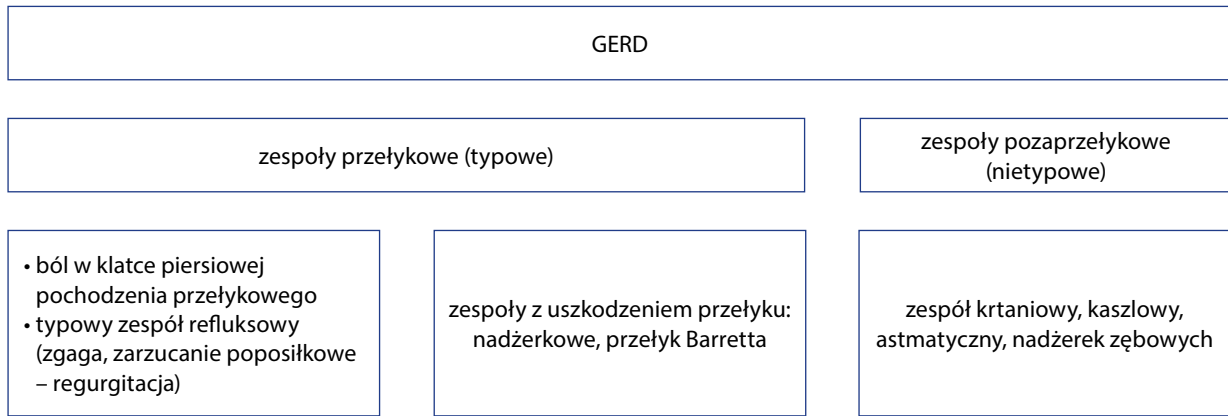 GERD
zespoły przełykowe (typowe)
zespoły pozaprzełykowe
(nietypowe)
• ból w klatce piersiowej
pochodzenia przełykowego
• typowy zespół refluksowy
(zgaga, zarzucanie poposiłkowe
– regurgitacja)
zespoły z uszkodzeniem przełyku:
nadżerkowe, przełyk Barretta
zespół krtaniowy, kaszlowy,
astmatyczny, nadżerek zębowych